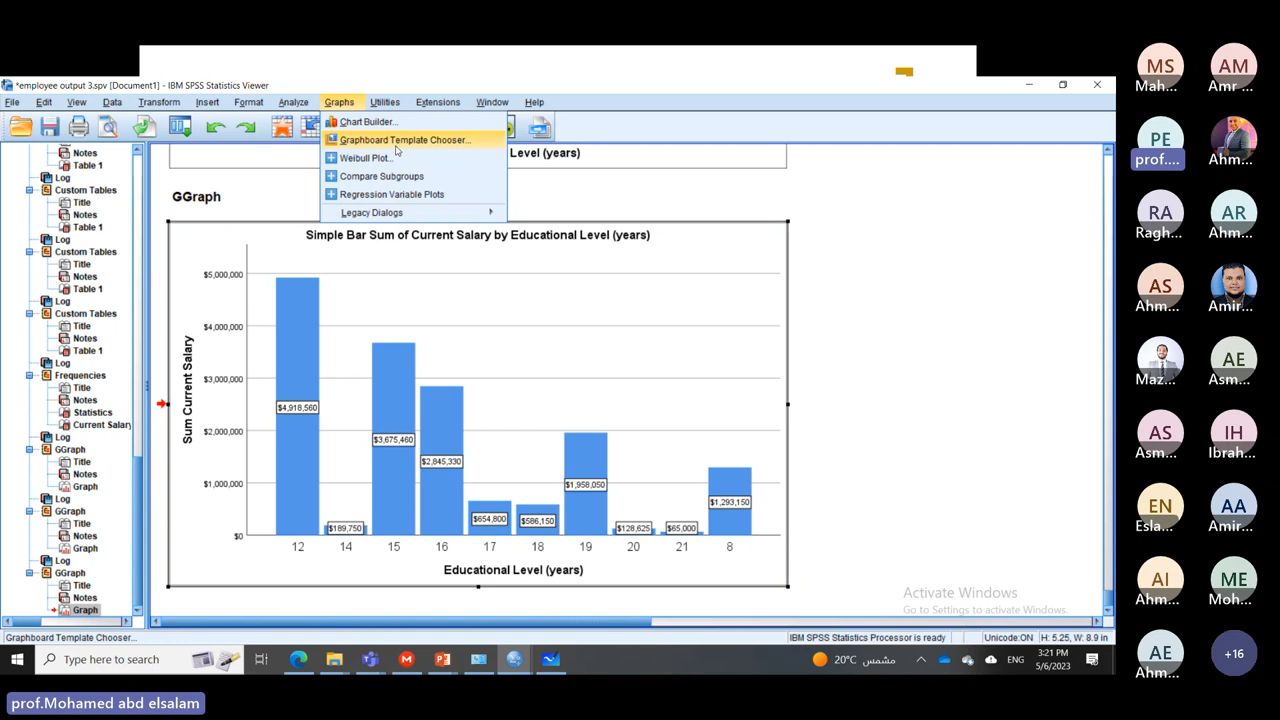 *employee output 3.spv [Document1] - IBM SPSS Statistics Viewer
File Edit View Data Transform Insert Format Analyze Graphs Utilities Extensions Window Help
Chart Builder...
Graphboard Template Chooser...
Weibull Plot...
Compare Subgroups
Regression Variable Plots
Legacy Dialogs
Notes
Table 1
Log
Custom Tables
Title
Notes
Table 1
Log
Custom Tables
Title
Notes
Table 1
Log
Custom Tables
Title
Notes
Table 1
Log
Frequencies
Title
Notes
Statistics
Current Salary
Log
GGraph
Title
Notes
Graph
Log
GGraph
Title
Notes
Graph
Log
GGraph
Title
Notes
Graph
Level (years)
GGraph
Simple Bar Sum of Current Salary by Educational Level (years)
Sum Current Salary
$5,000,000
$4,000,000
$3,000,000
$2,000,000
$1,000,000
$0
$4,918,560
$189,750
$3,675,460
$2,845,330
$654,800
$586,150
$1,958,050
$128,625
$65,000
$1,293,150
12 14 15 16 17 18 19 20 21 8
Educational Level (years)
Activate Windows
Go to Settings to activate Windows.
Graphboard Template Chooser...
IBM SPSS Statistics Processor is ready
Unicode:ON
H: 5.25, W: 8.9 in
Type here to search
20°C مشمس
ENG
3:21 PM
5/6/2023
prof.Mohamed abd elsalam
MS
Mah...
AM
Amr ...
PE
prof....
Ahm...
RA
Ragh...
AR
Ahm...
AS
Ahm...
Amir...
Maz...
AE
Asm...
AS
Asm...
IH
Ibrah...
EN
Esla...
AA
Amir...
AI
Ahm...
ME
Moh...
AE
Ahm...
+16